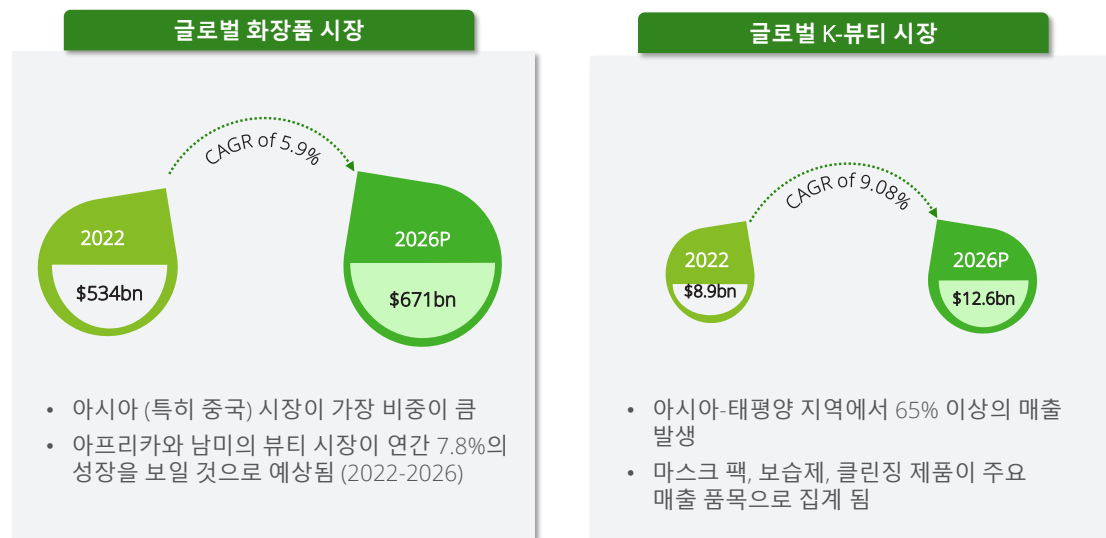 글로벌 화장품 시장
CAGR of 5.9%
2022
$534bn
2026P
$671bn
• 아시아 (특히 중국) 시장이 가장 비중이 큼
• 아프리카와 남미의 뷰티 시장이 연간 7.8%의
성장을 보일 것으로 예상됨 (2022-2026)
글로벌 K-뷰티 시장
CAGR of 9.08%
2022
$8.9bn
2026P
$12.6bn
• 아시아-태평양 지역에서 65% 이상의 매출
발생
• 마스크 팩, 보습제, 클린징 제품이 주요
매출 품목으로 집계 됨